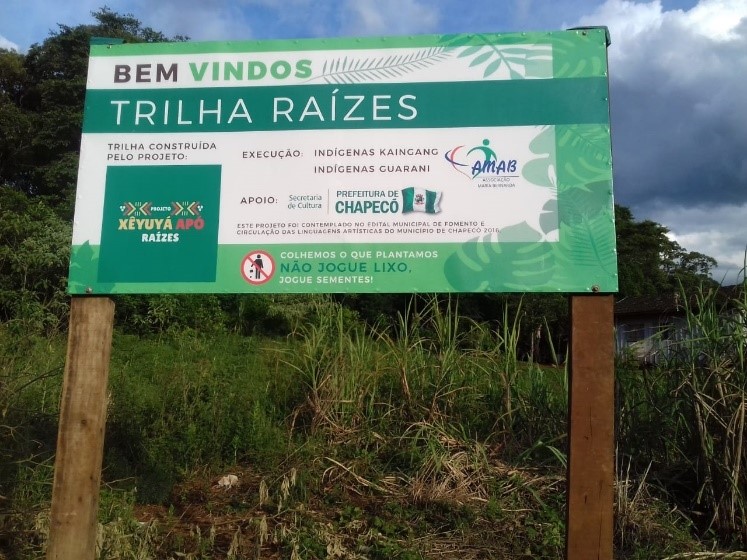 BEM VINDOS
TRILHA RAÍZES
TRILHA CONSTRUÍDA
PELO PROJETO:
PROJETO
XÊYUYÁ APÓ
RAÍZES
EXECUÇÃO: INDÍGENAS KAINGANG
INDÍGENAS GUARANI
AMAB
ASSOCIAÇÃO
APOIO:
Secretaria
de Cultura
PREFEITURA DE
CHAPECÓ
ESTE PROJETO FOI CONTEMPLADO NO EDITAL MUNICIPAL DE FOMENTO E
CIRCULAÇÃO DAS LINGUAGENS ARTÍSTICAS DO MUNICÍPIO DE CHAPECÓ
COLHEMOS O QUE PLANTAMOS
NÃO JOGUE LIXO,
JOGUE SEMENTES!